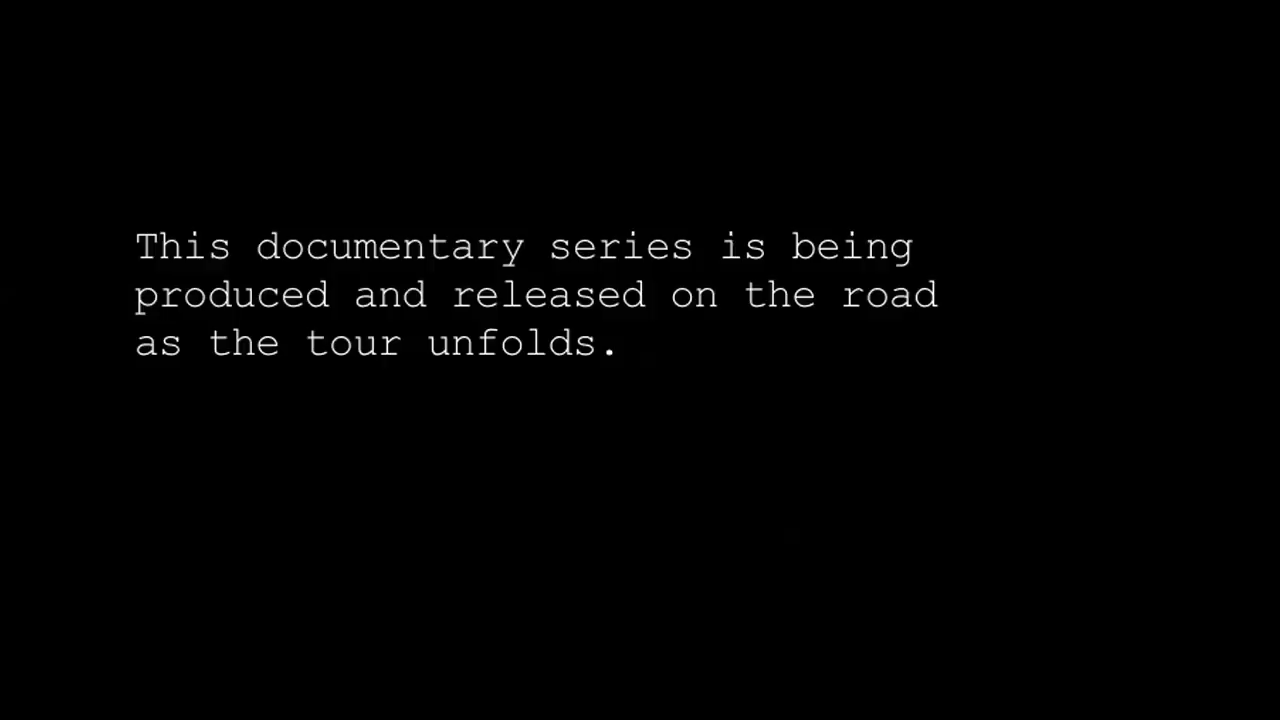 This documentary series is being
produced and released on the road
as the tour unfolds.